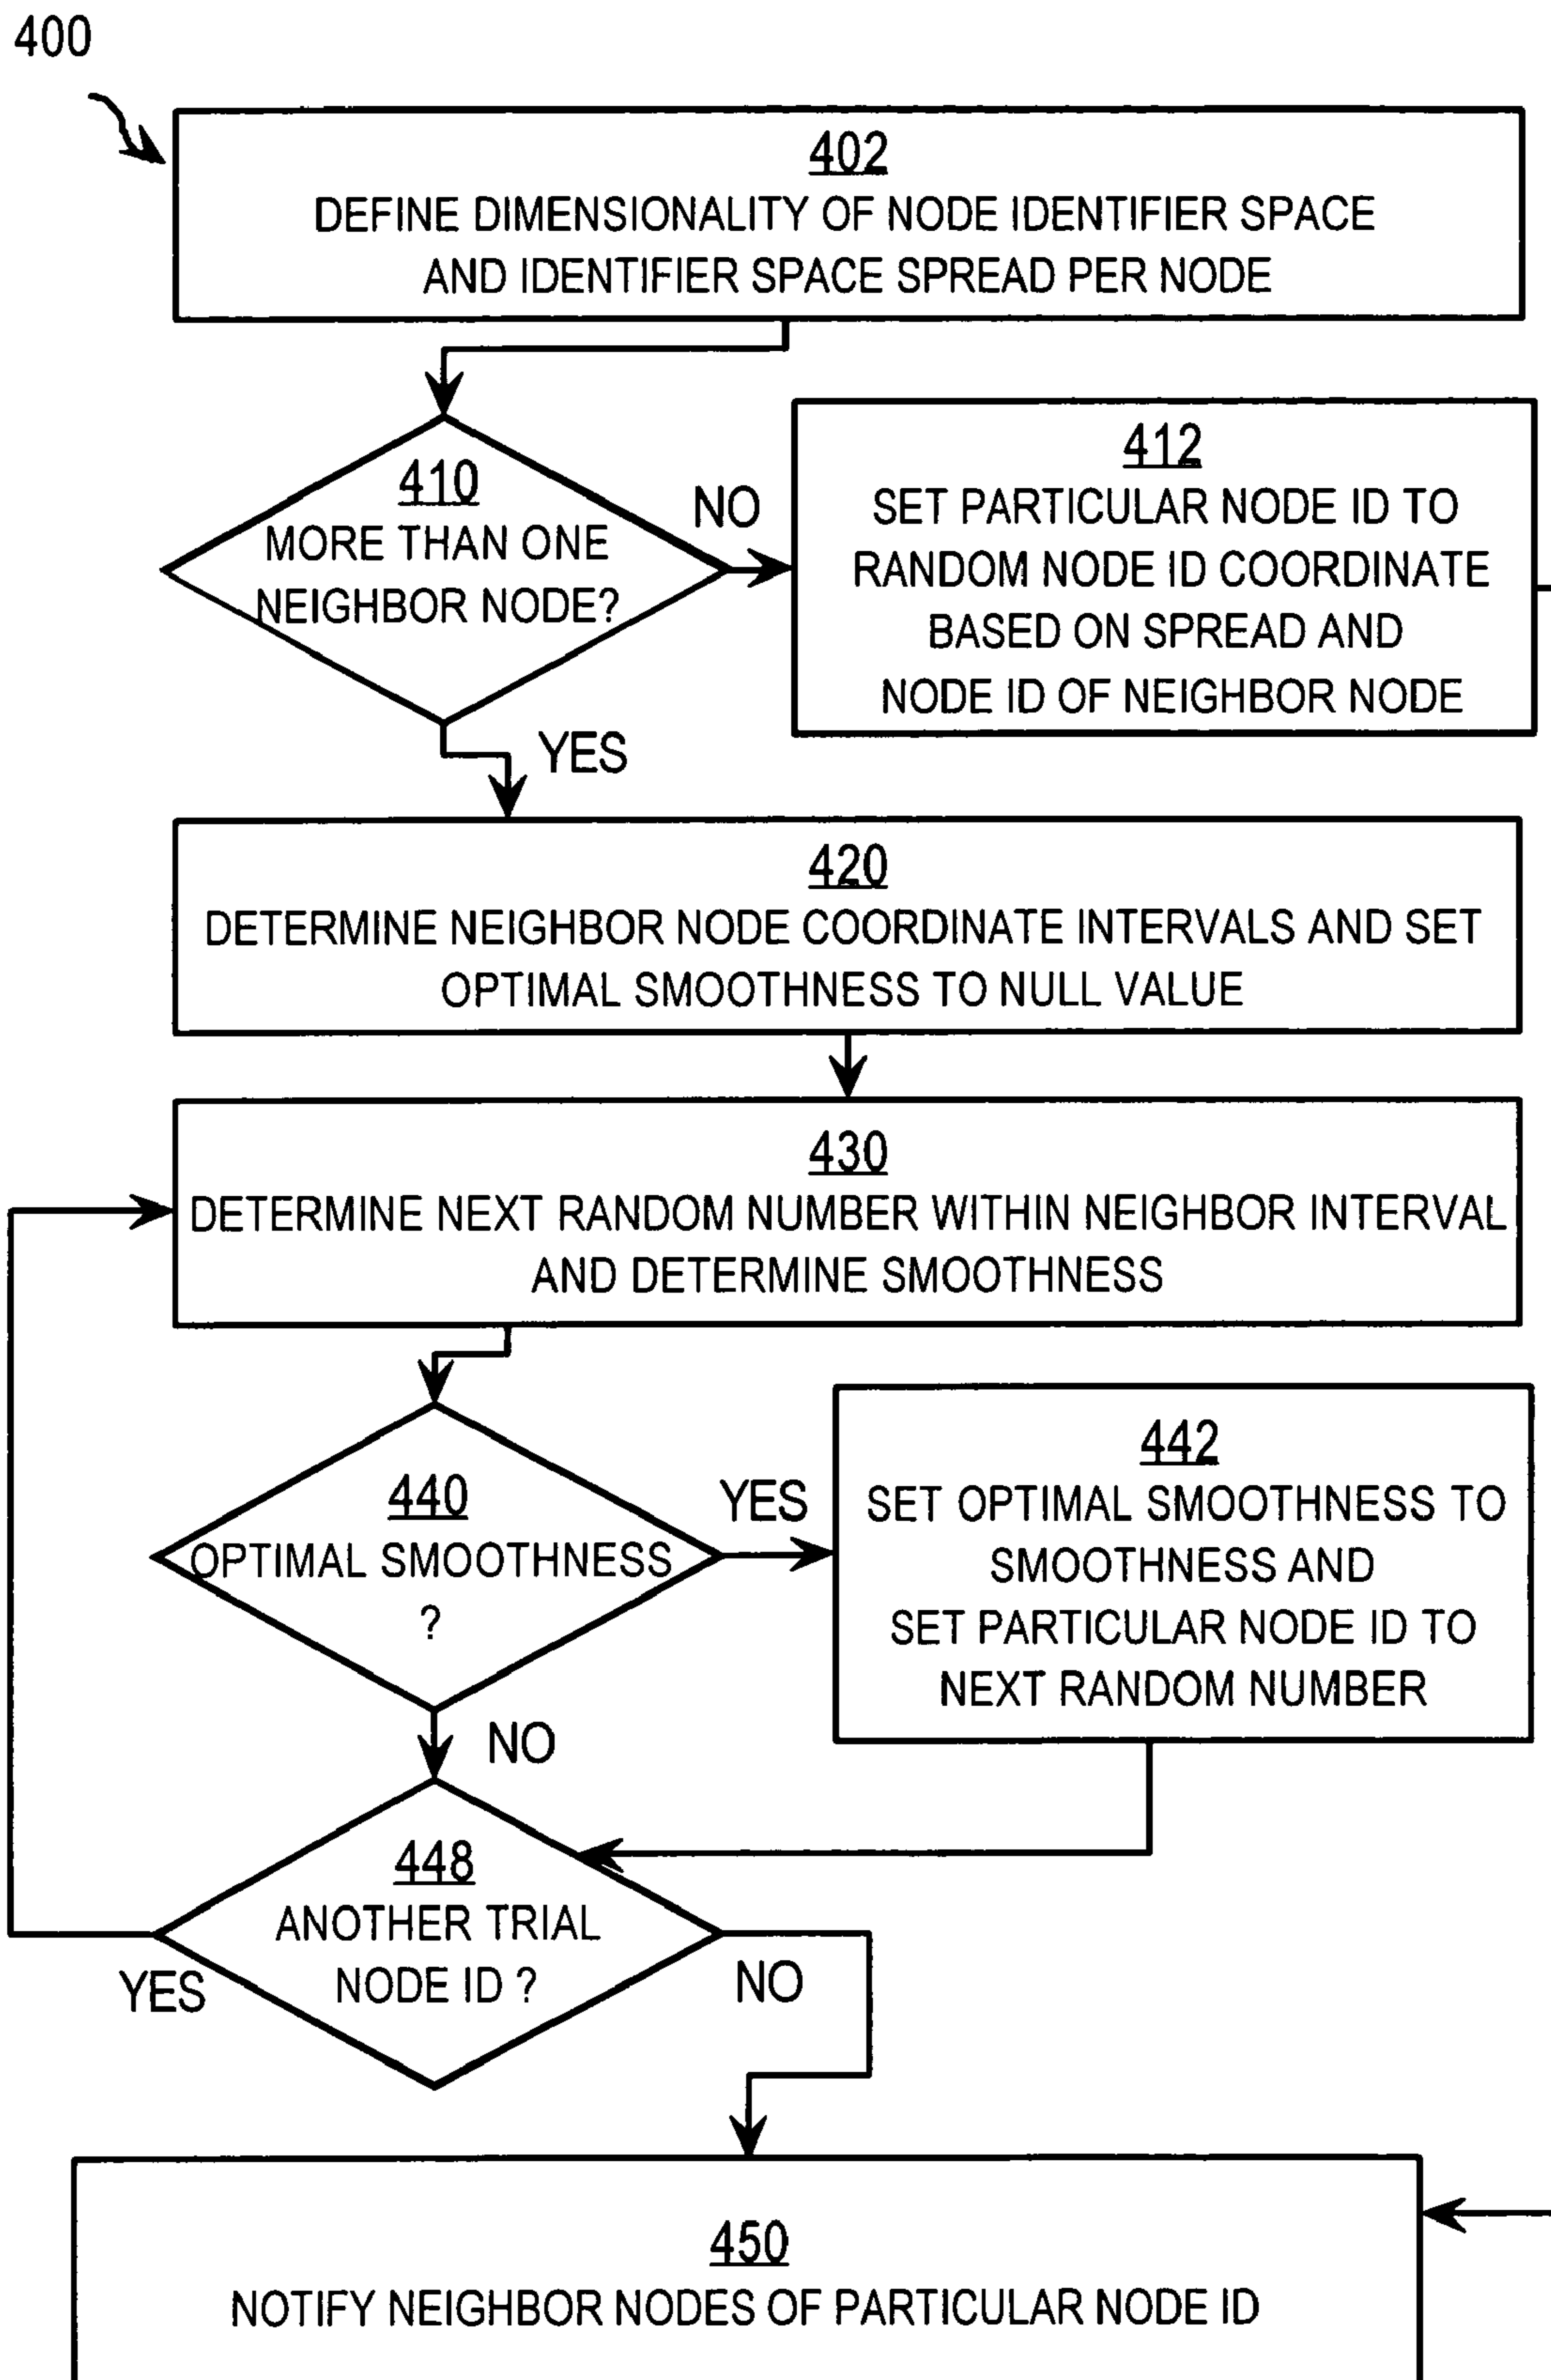 400
402
DEFINE DIMENSIONALITY OF NODE IDENTIFIER SPACE
AND IDENTIFIER SPACE SPREAD PER NODE
410
MORE THAN ONE
NEIGHBOR NODE?
NO
412
SET PARTICULAR NODE ID TO
RANDOM NODE ID COORDINATE
BASED ON SPREAD AND
NODE ID OF NEIGHBOR NODE
YES
420
DETERMINE NEIGHBOR NODE COORDINATE INTERVALS AND SET
OPTIMAL SMOOTHNESS TO NULL VALUE
430
DETERMINE NEXT RANDOM NUMBER WITHIN NEIGHBOR INTERVAL
AND DETERMINE SMOOTHNESS
440
OPTIMAL SMOOTHNESS
?
YES
442
SET OPTIMAL SMOOTHNESS TO
SMOOTHNESS AND
SET PARTICULAR NODE ID TO
NEXT RANDOM NUMBER
NO
448
ANOTHER TRIAL
NODE ID ?
YES
NO
450
NOTIFY NEIGHBOR NODES OF PARTICULAR NODE ID